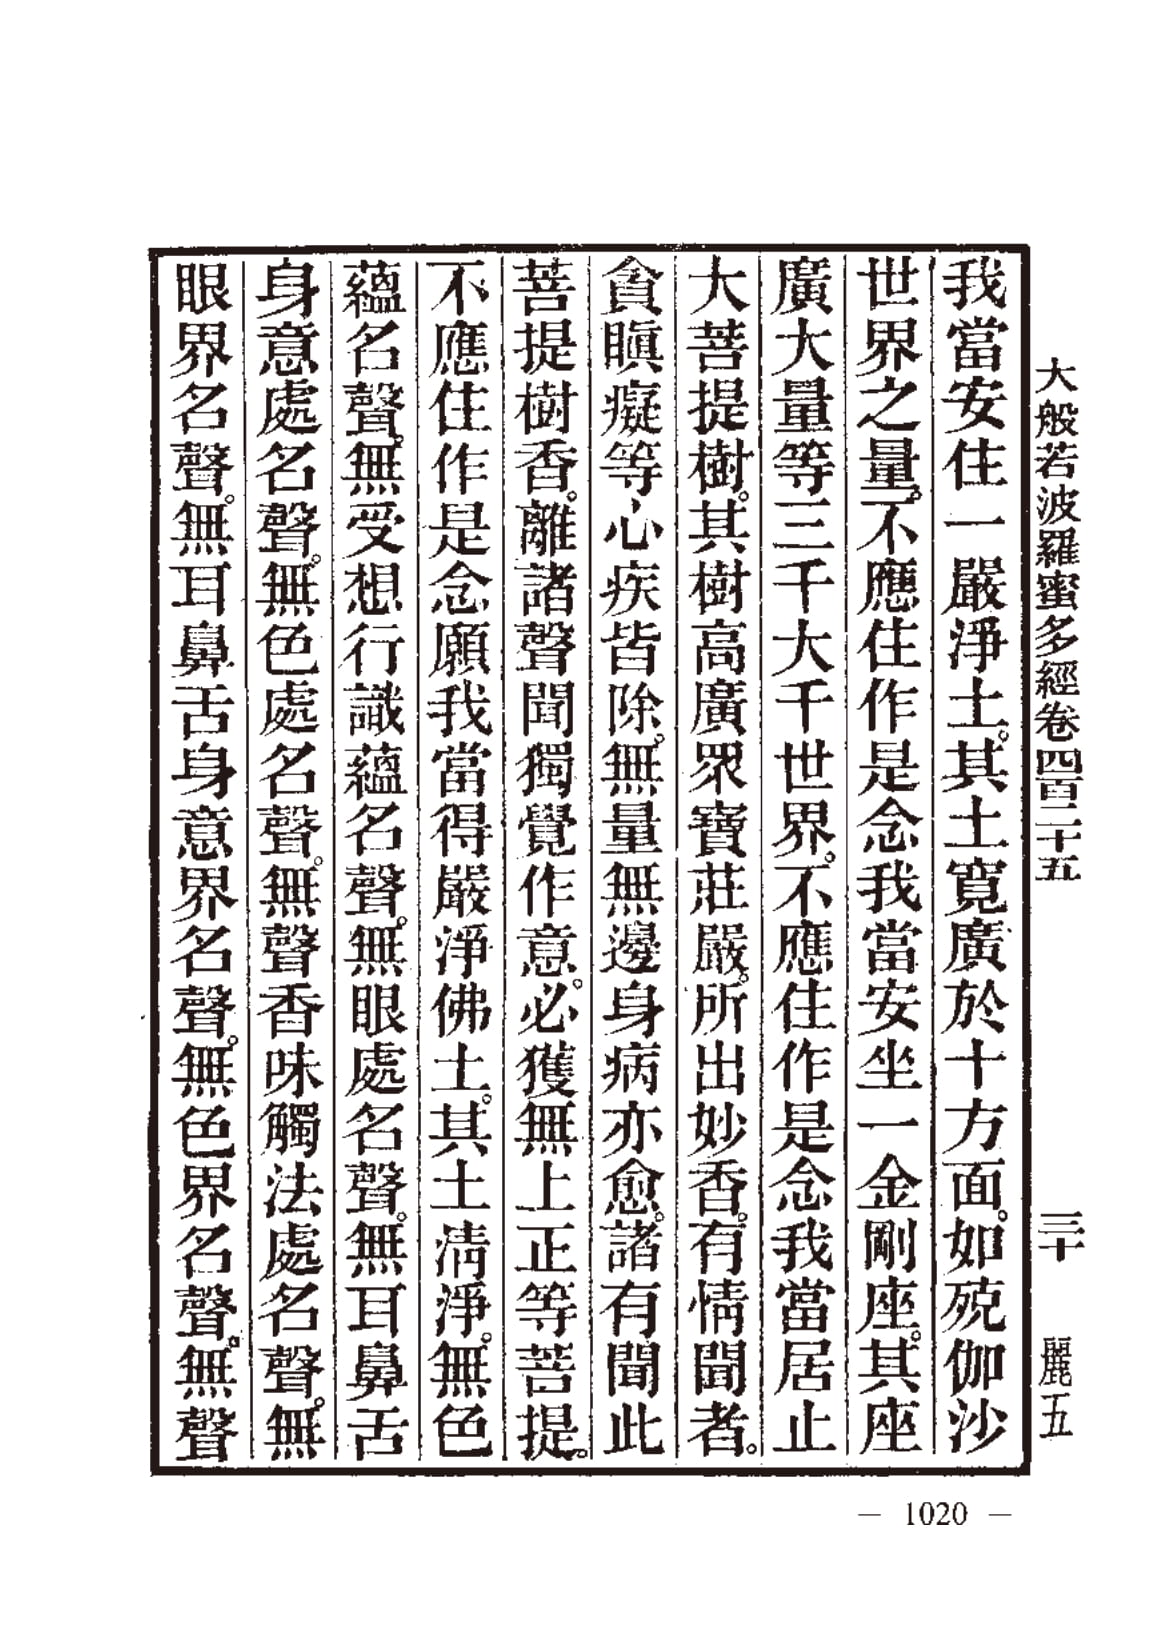 大般若波羅蜜多經卷四百二十五 三十 麗五
我當安住一嚴淨土。其土寬廣於十方面。如殑伽沙
世界之量。不應住作是念我當安坐一金剛座。其座
廣大量等三千大千世界。不應住作是念我當居止
大菩提樹。其樹高廣眾寶莊嚴。所出妙香。有情聞者。
貪瞋癡等心疾皆除。無量無邊身病亦愈。諸有聞此
菩提樹香。離諸聲聞獨覺作意。必獲無上正等菩提。
不應住作是念願我當得嚴淨佛土。其土清淨。無色
蘊名聲。無受想行識蘊名聲。無眼處名聲。無耳鼻舌
身意處名聲。無色處名聲。無聲香味觸法處名聲。無
眼界名聲。無耳鼻舌身意界名聲。無色界名聲。無聲
— 1020 —